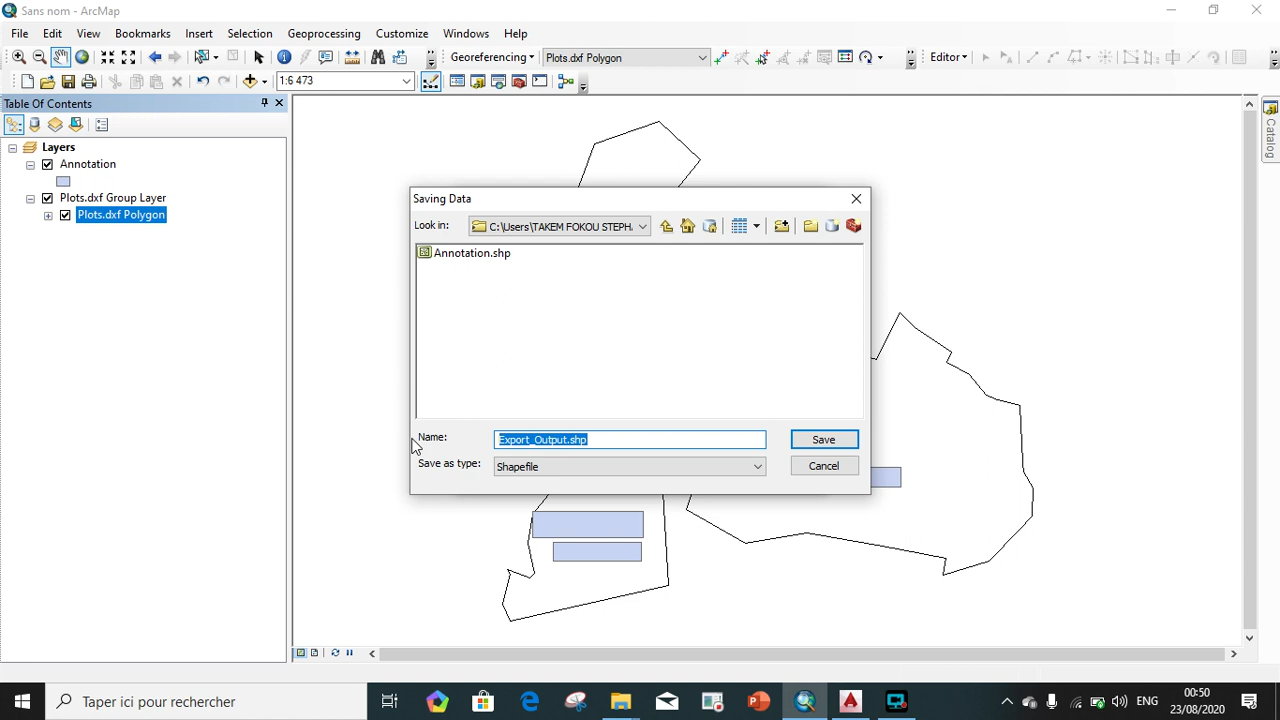 Sans nom - ArcMap
File Edit View Bookmarks Insert Selection Geoprocessing Customize Windows Help
Georeferencing Plots.dxf Polygon Editor
1:6 473
Table Of Contents
Catalog
Layers
Annotation
Plots.dxf Group Layer
Plots.dxf Polygon
Saving Data
Look in: C:\Users\TAKEM FOKOU STEPH
Annotation.shp
Name: Export_Output.shp Save
Save as type: Shapefile Cancel
Taper ici pour rechercher
ENG
00:50
23/08/2020